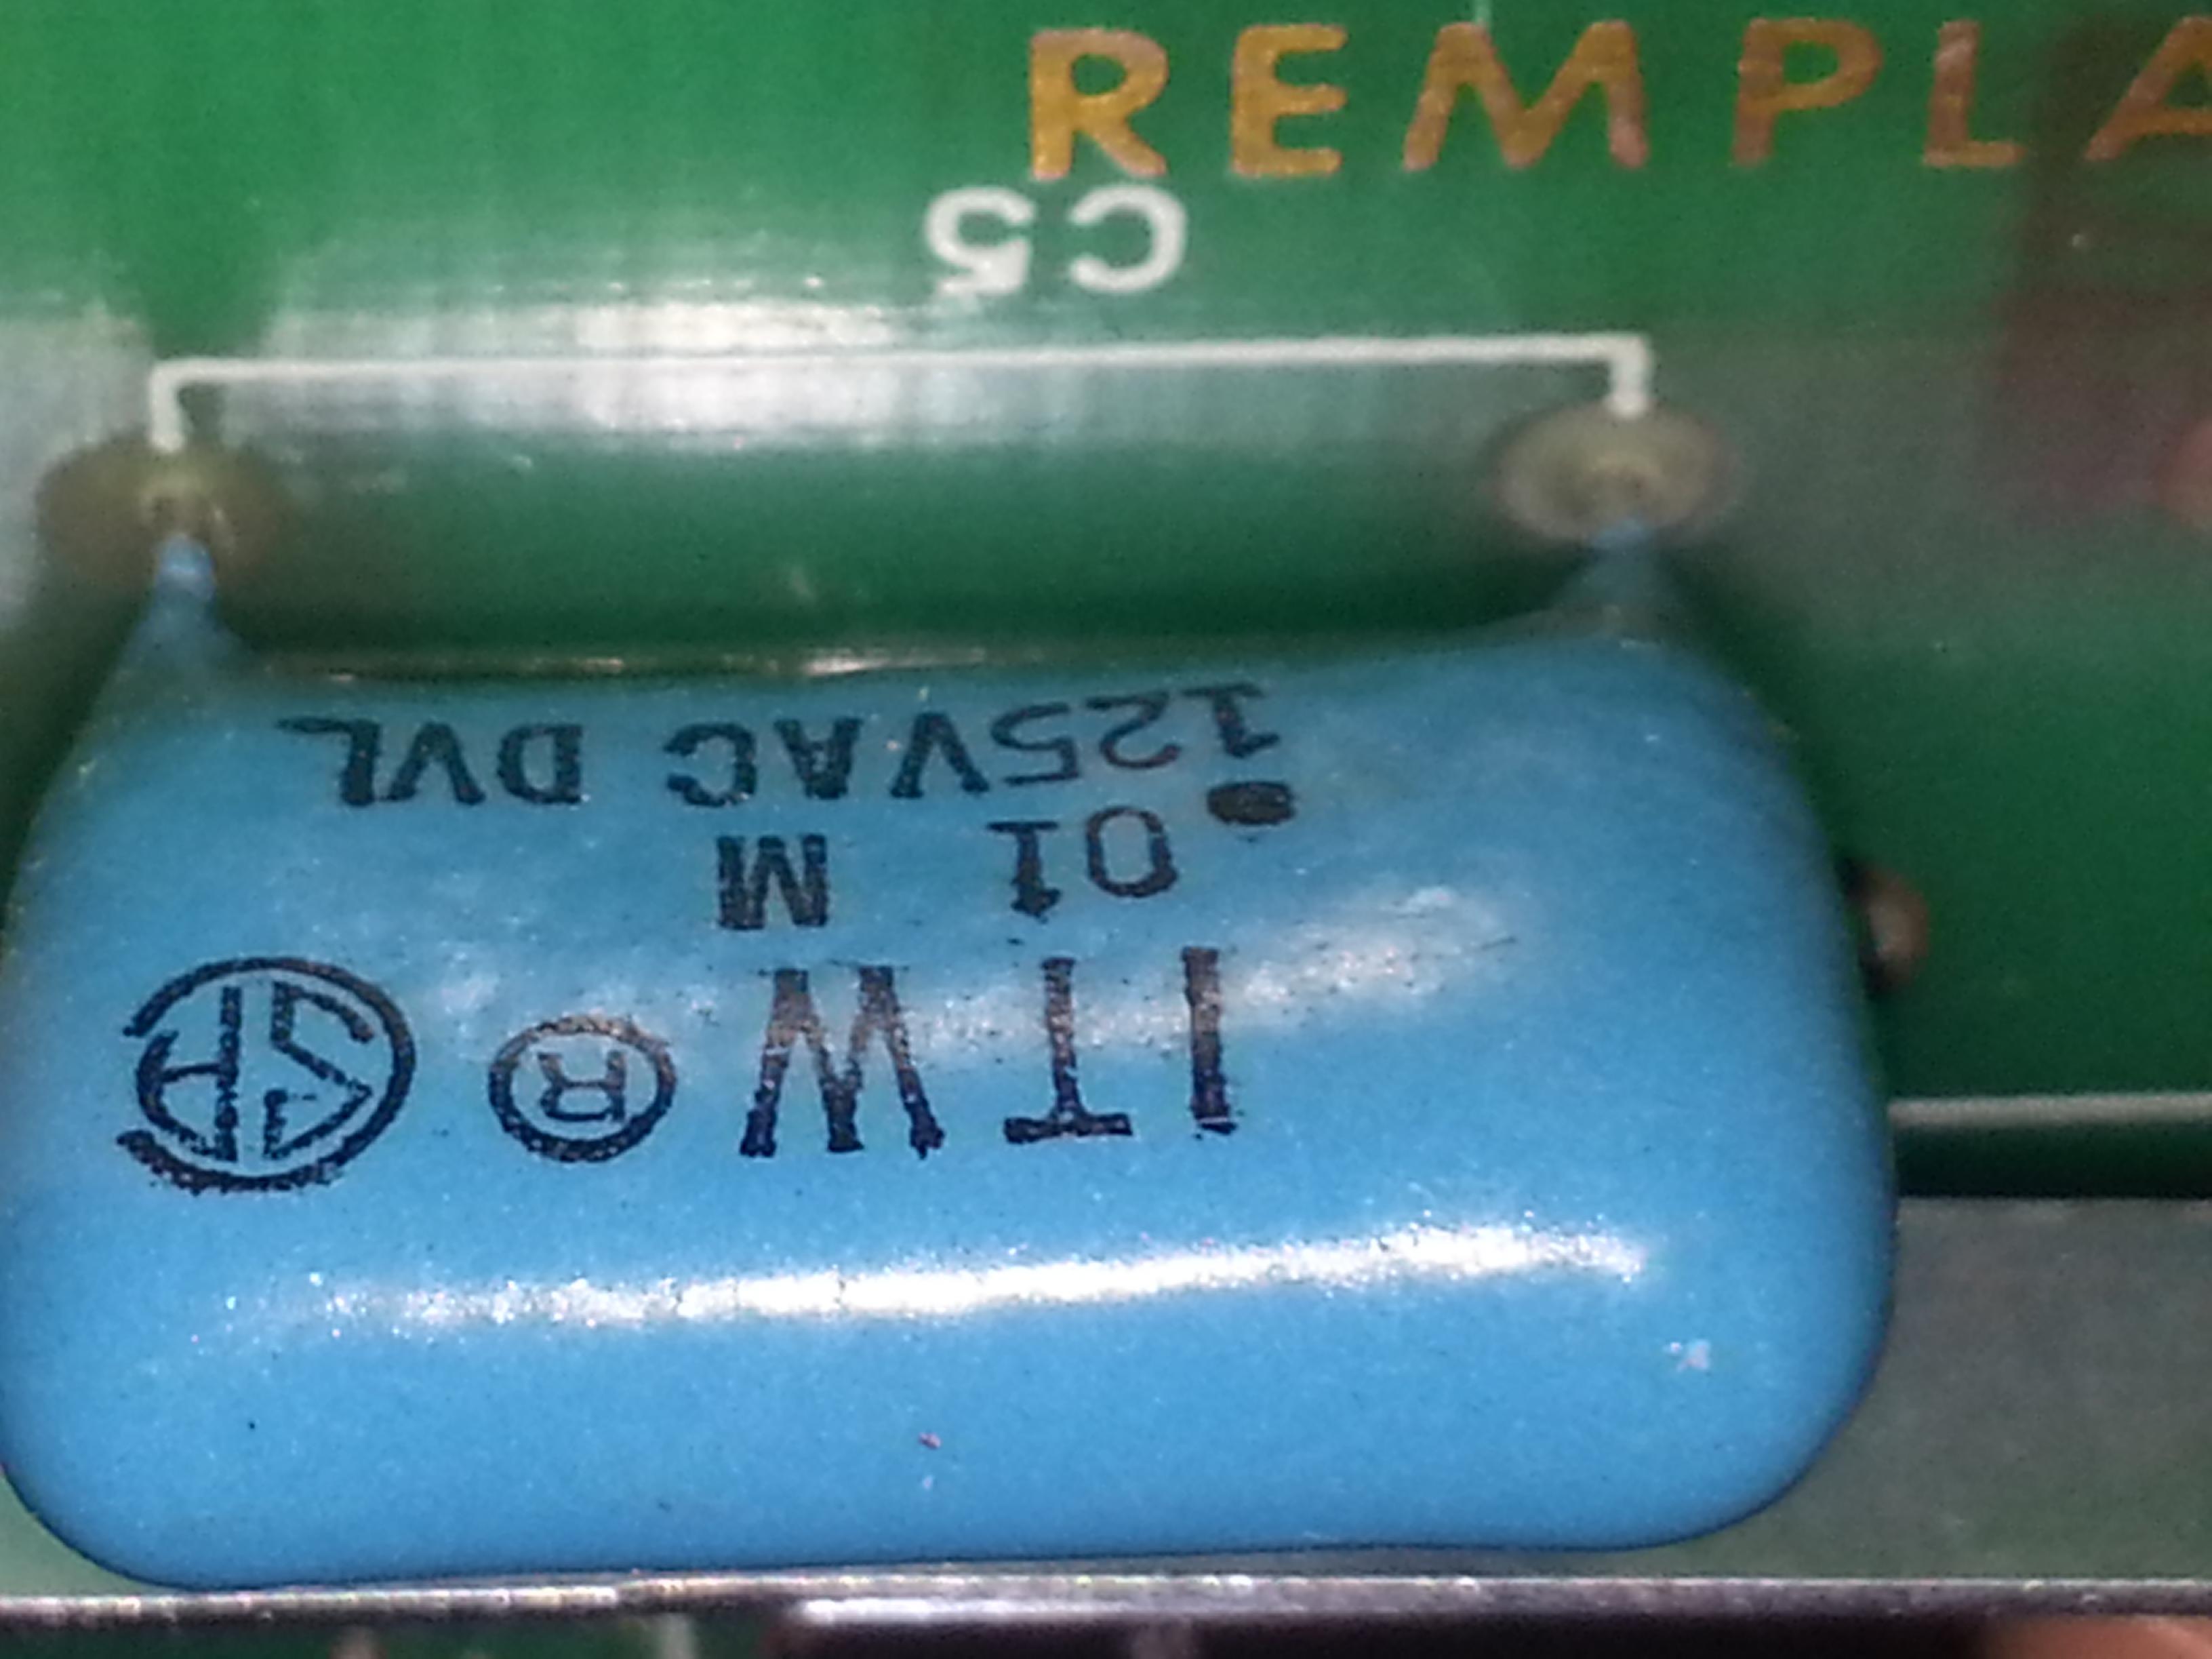 REMPLA
C5
ITW ®
.01 M
125VAC DVL